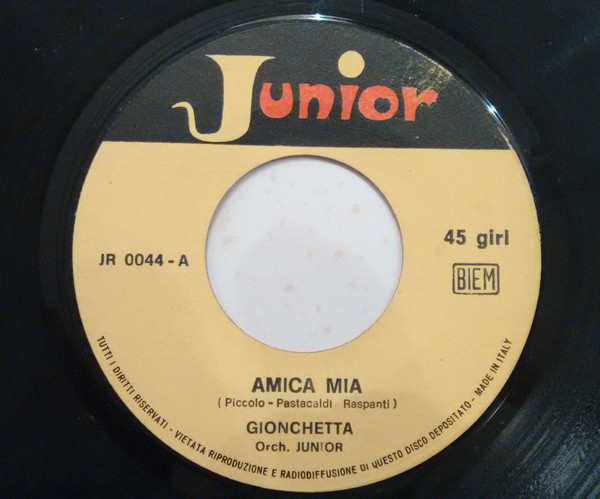 Junior
45 girl
JR 0044 - A
BIEM
AMICA MIA
( Piccolo - Pastacaldi Raspanti )
GIONCHETTA
Orch. JUNIOR
TUTTI I DIRITTI RISERVATI - VIETATA RIPRODUZIONE E RADIODIFFUSIONE DI QUESTO DISCO DEPOSITATO - MADE IN ITALY